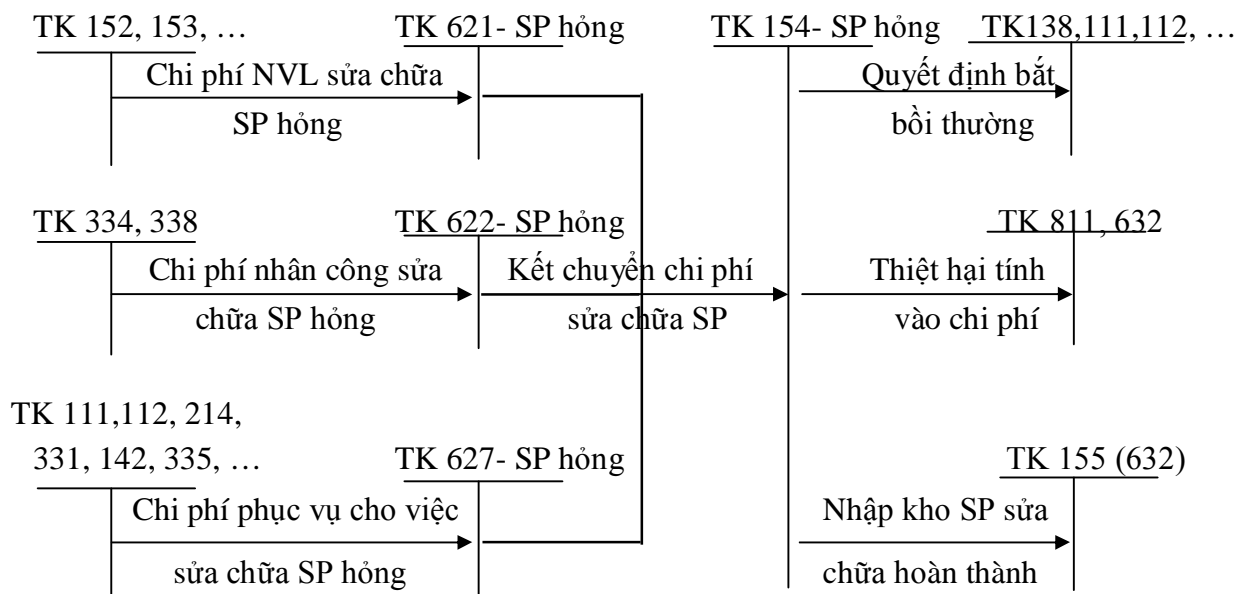 TK 152, 153, …
TK 621- SP hỏng
TK 154- SP hỏng
TK138,111,112, …
Chi phí NVL sửa chữa
SP hỏng
Quyết định bắt
bồi thường
TK 334, 338
TK 622- SP hỏng
TK 811, 632
Chi phí nhân công sửa
chữa SP hỏng
Kết chuyển chi phí
sửa chữa SP
Thiệt hại tính
vào chi phí
TK 111,112, 214,
331, 142, 335, …
TK 627- SP hỏng
TK 155 (632)
Chi phí phục vụ cho việc
sửa chữa SP hỏng
Nhập kho SP sửa
chữa hoàn thành